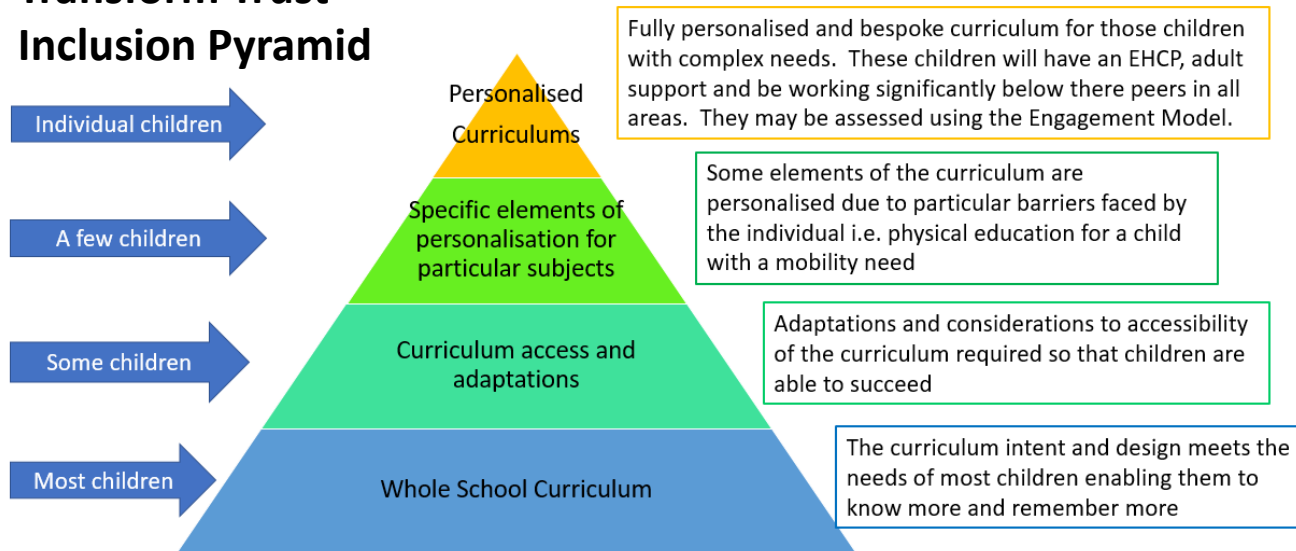 Transform Trust
Inclusion Pyramid
Individual children
Personalised
Curriculums
Fully personalised and bespoke curriculum for those children
with complex needs. These children will have an EHCP, adult
support and be working significantly below there peers in all
areas. They may be assessed using the Engagement Model.
A few children
Specific elements of
personalisation for
particular subjects
Some elements of the curriculum are
personalised due to particular barriers faced by
the individual i.e. physical education for a child
with a mobility need
Some children
Curriculum access and
adaptations
Adaptations and considerations to accessibility
of the curriculum required so that children are
able to succeed
Most children
Whole School Curriculum
The curriculum intent and design meets the
needs of most children enabling them to
know more and remember more